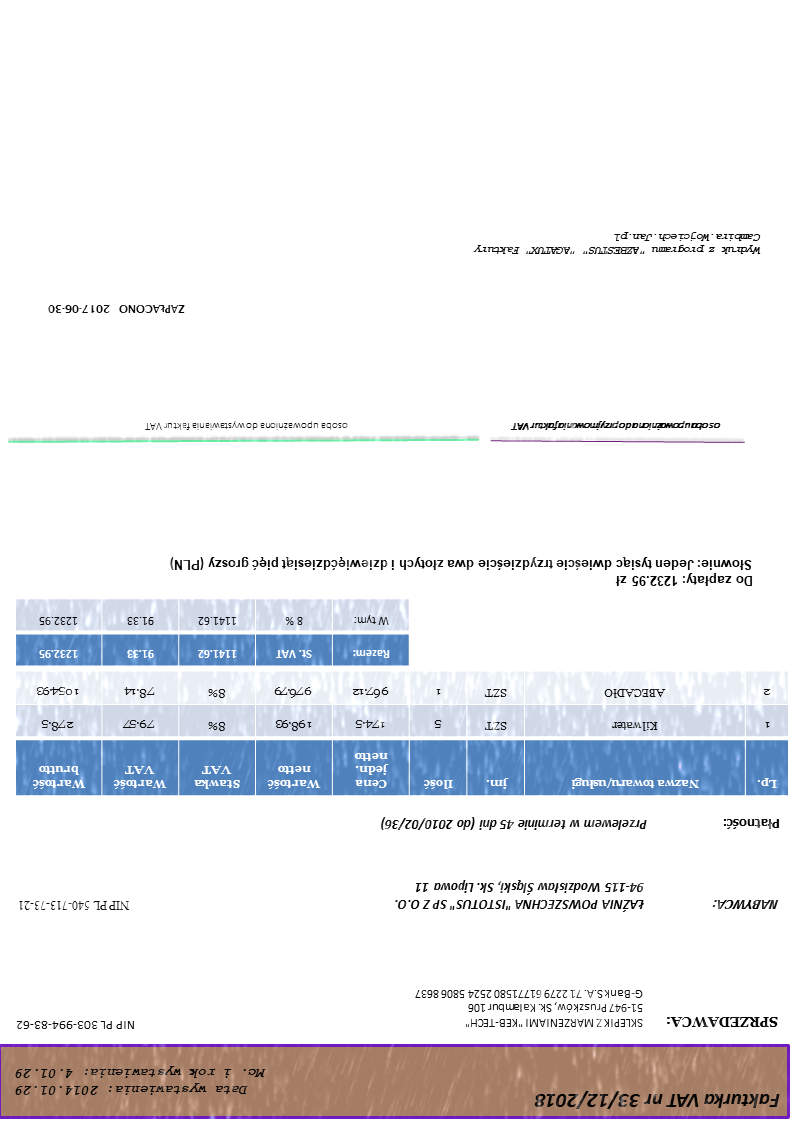 Fakturka VAT nr 33/12/2018
Data wystawienia: 2014.01.29
Mc. i rok wystawienia: 4.01.29
SPRZEDAWCA: SKLEPIK Z MARZENIAMI "KEB-TECH" NIP PL 303-994-83-62
51-947 Pruszków, Sk. Kalambur 106
G-Bank S.A. 71 2279 6177 1580 2524 5806 8637
NABYWCA: ŁAŹNIA POWSZECHNA "ISTOTUS" SP Z O.O. NIP PL 540-713-73-21
94-115 Wodzisław Śląski, Sk. Lipowa 11
Płatność: Przelewem w terminie 45 dni (do 2010/02/36)
Lp. Nazwa towaru/usługi jm. Ilość Cena jedn. netto Wartość netto Stawka VAT Wartość VAT Wartość brutto
1 Kilwater SZT 5 174.5 198.93 8% 79.57 278.5
2 ABECADŁO SZT 1 967.12 976.79 8% 78.14 1054.93
Razem: St. VAT 1141.62 91.33 1232.95
W tym: 8 % 1141.62 91.33 1232.95
Do zapłaty: 1232.95 zł
Słownie: Jeden tysiąc dwieście trzydzieście dwa złotych i dziewięćdziesiąt pięć groszy (PLN)
osoba upoważniona do przyjmownia faktur VAT osoba upoważniona do wystawiania faktur VAT
ZAPŁACONO 2017-06-30
Wydruk z programu "AZBESTUS" "AGATUX" Faktury
Cambira.Wojciech.Jan.pl